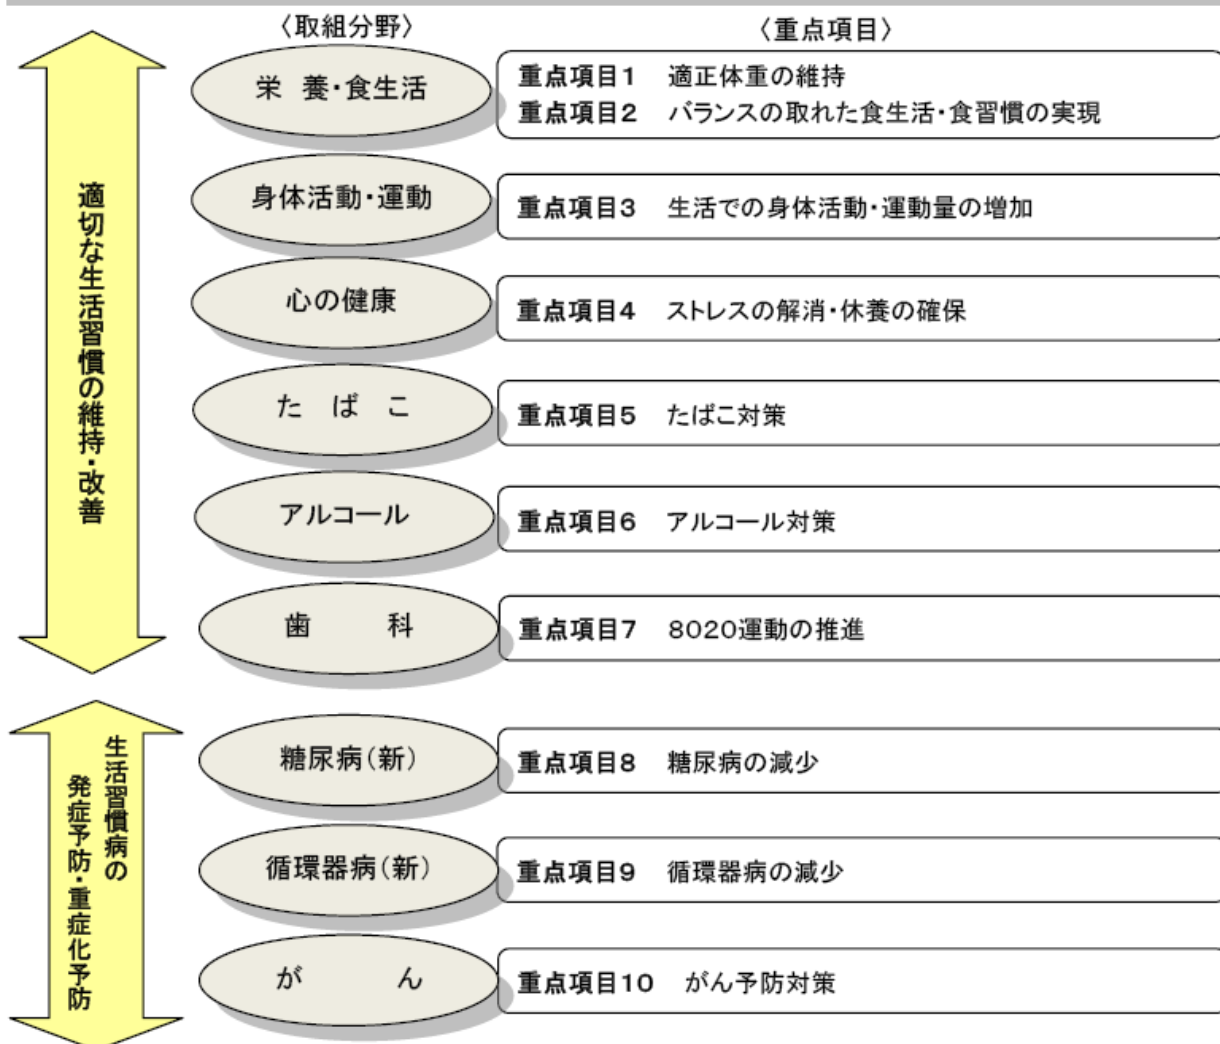 〈取組分野〉
〈重点項目〉
適切な生活習慣の維持・改善
栄 養・食生活
重点項目1 適正体重の維持
重点項目2 バランスの取れた食生活・食習慣の実現
身体活動・運動
重点項目3 生活での身体活動・運動量の増加
心の健康
重点項目4 ストレスの解消・休養の確保
た ば こ
重点項目5 たばこ対策
アルコール
重点項目6 アルコール対策
歯 科
重点項目7 8020運動の推進
生活習慣病の
発症予防・重症化予防
糖尿病(新)
重点項目8 糖尿病の減少
循環器病(新)
重点項目9 循環器病の減少
が ん
重点項目10 がん予防対策